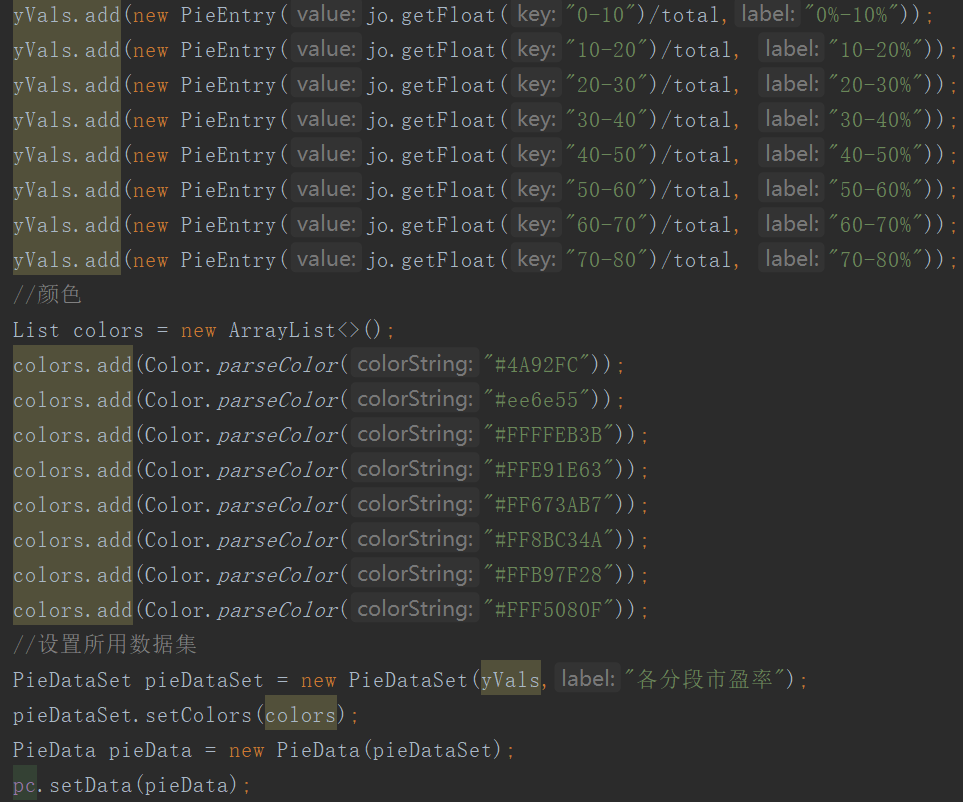 yVals.add(new PieEntry( value: jo.getFloat( key: "0-10")/total, label: "0%-10%"));
yVals.add(new PieEntry( value: jo.getFloat( key: "10-20")/total, label: "10-20%"));
yVals.add(new PieEntry( value: jo.getFloat( key: "20-30")/total, label: "20-30%"));
yVals.add(new PieEntry( value: jo.getFloat( key: "30-40")/total, label: "30-40%"));
yVals.add(new PieEntry( value: jo.getFloat( key: "40-50")/total, label: "40-50%"));
yVals.add(new PieEntry( value: jo.getFloat( key: "50-60")/total, label: "50-60%"));
yVals.add(new PieEntry( value: jo.getFloat( key: "60-70")/total, label: "60-70%"));
yVals.add(new PieEntry( value: jo.getFloat( key: "70-80")/total, label: "70-80%"));
//颜色
List colors = new ArrayList<>();
colors.add(Color.parseColor( colorString: "#4A92FC"));
colors.add(Color.parseColor( colorString: "#ee6e55"));
colors.add(Color.parseColor( colorString: "#FFFFEB3B"));
colors.add(Color.parseColor( colorString: "#FFE91E63"));
colors.add(Color.parseColor( colorString: "#FF673AB7"));
colors.add(Color.parseColor( colorString: "#FF8BC34A"));
colors.add(Color.parseColor( colorString: "#FFB97F28"));
colors.add(Color.parseColor( colorString: "#FFF5080F"));
//设置所用数据集
PieDataSet pieDataSet = new PieDataSet(yVals, label: "各分段市盈率");
pieDataSet.setColors(colors);
PieData pieData = new PieData(pieDataSet);
pc.setData(pieData);